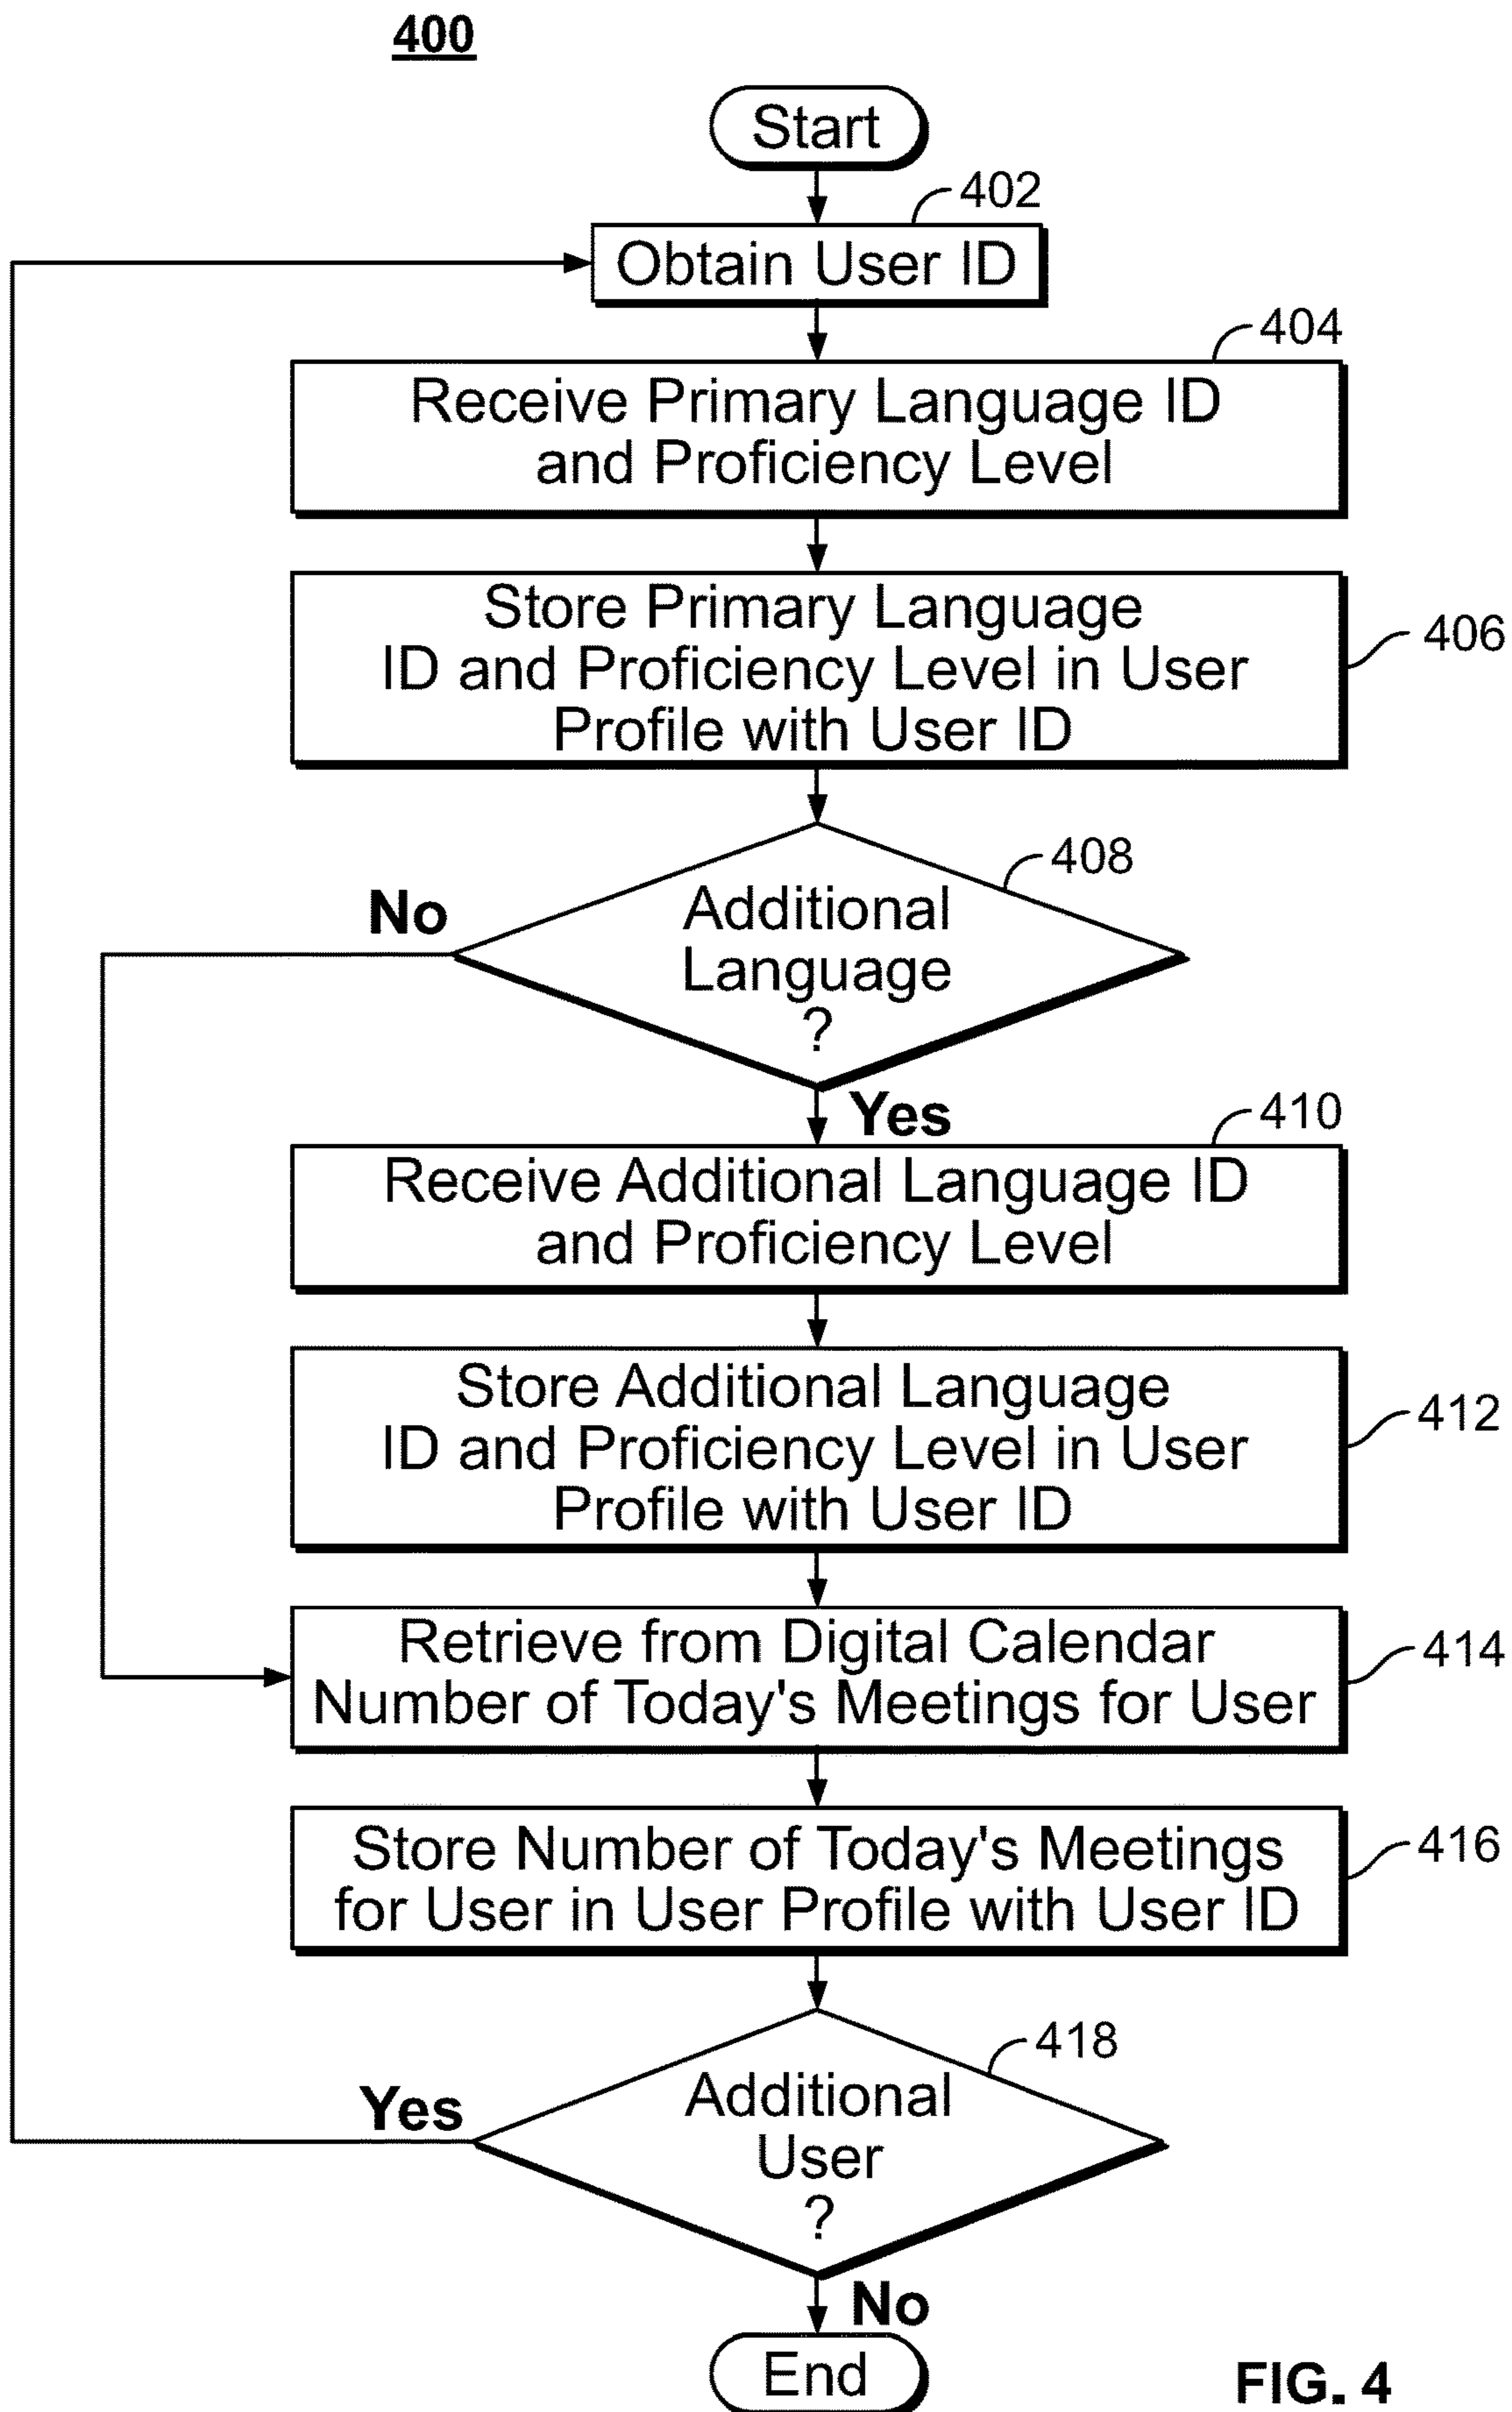 400
Start
402
Obtain User ID
404
Receive Primary Language ID
and Proficiency Level
Store Primary Language
ID and Proficiency Level in User
Profile with User ID
406
408
No
Additional
Language
?
Yes
410
Receive Additional Language ID
and Proficiency Level
Store Additional Language
ID and Proficiency Level in User
Profile with User ID
412
Retrieve from Digital Calendar
Number of Today's Meetings for User
414
Store Number of Today's Meetings
for User in User Profile with User ID
416
418
Yes
Additional
User
?
No
End
FIG. 4